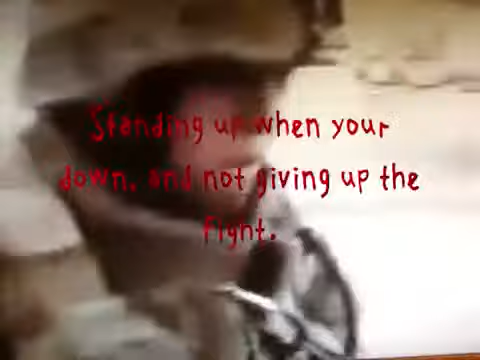 Standing up when your
down, and not giving up the
fight.